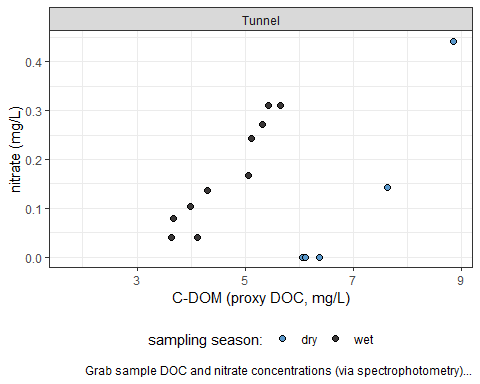 Tunnel
nitrate (mg/L)
0.4
0.3
0.2
0.1
0.0
3 5 7 9
C-DOM (proxy DOC, mg/L)
sampling season: dry wet
Grab sample DOC and nitrate concentrations (via spectrophotometry)...